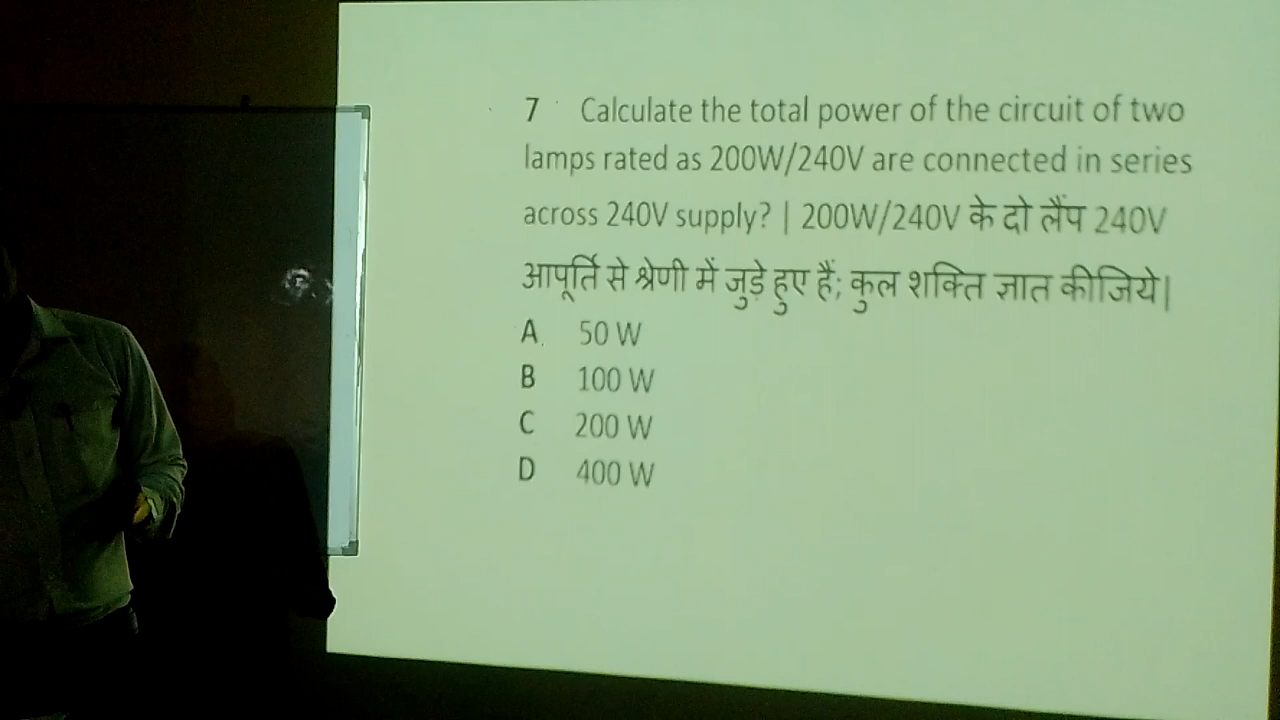 7 Calculate the total power of the circuit of two
lamps rated as 200W/240V are connected in series
across 240V supply? | 200W/240V के दो लैंप 240V
आपूर्ति से श्रेणी में जुड़े हुए हैं; कुल शक्ति ज्ञात कीजिये|
A. 50 W
B 100 W
C 200 W
D 400 W